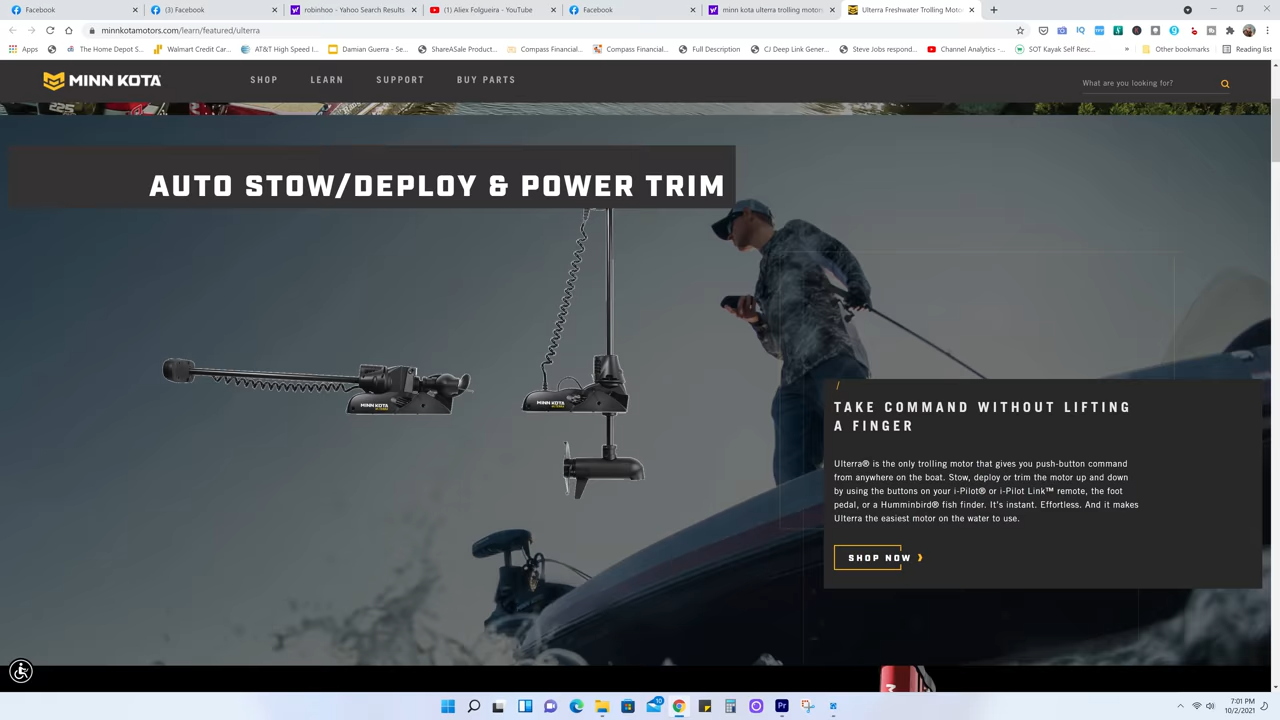 Facebook
(3) Facebook
robinhoo - Yahoo Search Results
(1) Aliex Folgueira - YouTube
Facebook
minn kota ulterra trolling motor
Ulterra Freshwater Trolling Moto
minnkotamotors.com/learn/featured/ulterra
Apps
The Home Depot S...
Walmart Credit Car...
AT&T High Speed I...
Damian Guerra - Se...
ShareASale Product...
Compass Financial...
Compass Financial...
Full Description
CJ Deep Link Gener...
Steve Jobs respond...
Channel Analytics -...
SOT Kayak Self Resc...
»
Other bookmarks
Reading list
MINN KOTA
SHOP
LEARN
SUPPORT
BUY PARTS
What are you looking for?
225
AUTO STOW/DEPLOY & POWER TRIM
MINN KOTA
MINN KOTA
/
TAKE COMMAND WITHOUT LIFTING
A FINGER
Ulterra® is the only trolling motor that gives you push-button command
from anywhere on the boat. Stow, deploy or trim the motor up and down
by using the buttons on your i-Pilot® or i-Pilot Link™ remote, the foot
pedal, or a Humminbird® fish finder. It's instant. Effortless. And it makes
Ulterra the easiest motor on the water to use.
SHOP NOW
7:01 PM
10/2/2021